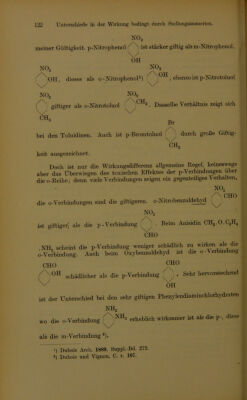 122 Unterschiede in der Wirkung bedingt durch Stellungsisomerien.
NO₂
meiner Gültigkeit. p-Nitrophenol ist stärker giftig als m-Nitrophenol,
OH
NO₂ NO₂
OH , dieses als o-Nitrophenol¹) OH , ebenso ist p-Nitrotoluol
NO₂ NO₂
giftiger als o-Nitrotoluol CH₃ . Dasselbe Verhältnis zeigt sich
CH₃
Br
bei den Toluidinen. Auch ist p-Bromtoluol durch große Giftig-
CH₃
keit ausgezeichnet.
Doch ist nur die Wirkungsdifferenz allgemeine Regel, keineswegs
aber das Überwiegen des toxischen Effektes der p-Verbindungen über
die o-Reihe; denn viele Verbindungen zeigen ein gegenteiliges Verhalten,
NO₂
die o-Verbindungen sind die giftigeren. o-Nitrobenzaldehyd CHO
NO₂
ist giftiger als die p-Verbindung . Beim Anisidin CH₃.O.C₆H₄
CHO
.NH₂ scheint die p-Verbindung weniger schädlich zu wirken als die
o-Verbindung. Auch beim Oxybenzaldehyd ist die o-Verbindung
CHO CHO
OH schädlicher als die p-Verbindung . Sehr hervorstechend
OH
ist der Unterschied bei den sehr giftigen Phenylendiaminchlorhydraten
NH₂
wo die o-Verbindung NH₂ erheblich wirksamer ist als die p-, diese
als die m-Verbindung ²).
¹) Dubois Arch. 1889. Suppl.-Bd. 272.
²) Dubois und Vignon, C. r. 107.